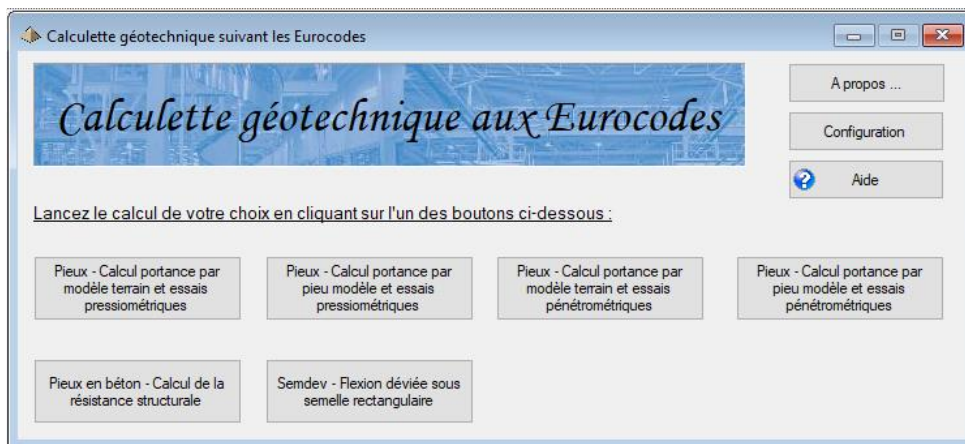 Calculette géotechnique suivant les Eurocodes
Calculette géotechnique aux Eurocodes
A propos ...
Configuration
Aide
Lancez le calcul de votre choix en cliquant sur l'un des boutons ci-dessous :
Pieux - Calcul portance par
modèle terrain et essais
pressiométriques
Pieux - Calcul portance par
pieu modèle et essais
pressiométriques
Pieux - Calcul portance par
modèle terrain et essais
pénétrométriques
Pieux - Calcul portance par
pieu modèle et essais
pénétrométriques
Pieux en béton - Calcul de la
résistance structurale
Semdev - Flexion déviée sous
semelle rectangulaire